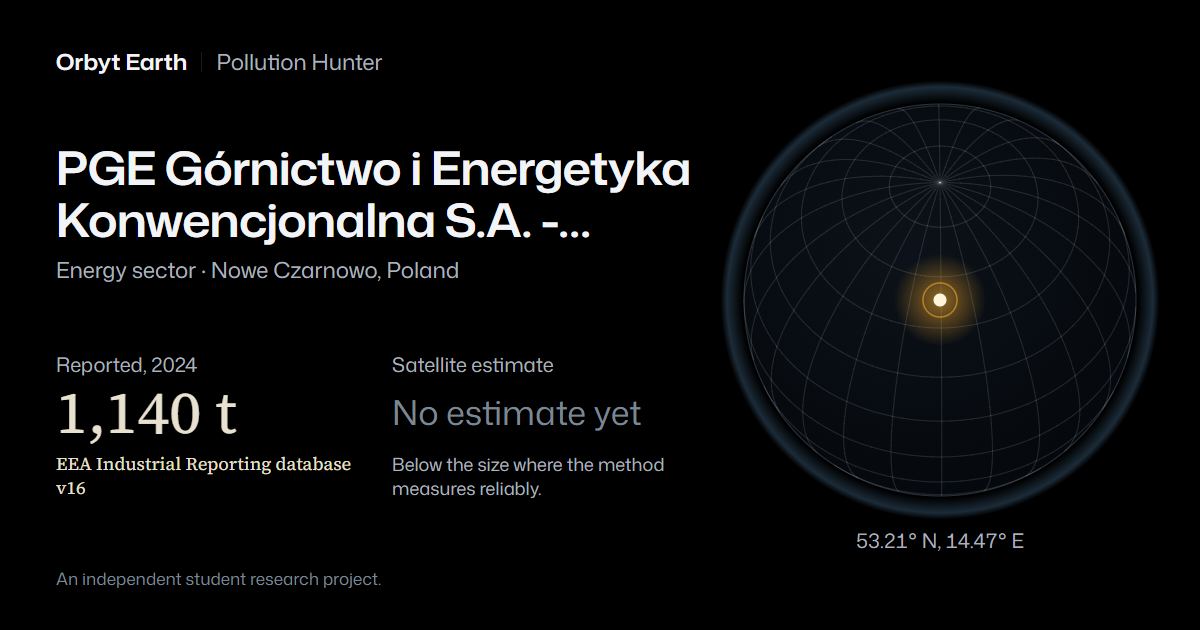 Orbyt Earth | Pollution Hunter
PGE Górnictwo i Energetyka
Konwencjonalna S.A. -...
Energy sector · Nowe Czarnowo, Poland
Reported, 2024
1,140 t
EEA Industrial Reporting database
v16
Satellite estimate
No estimate yet
Below the size where the method
measures reliably.
53.21° N, 14.47° E
An independent student research project.